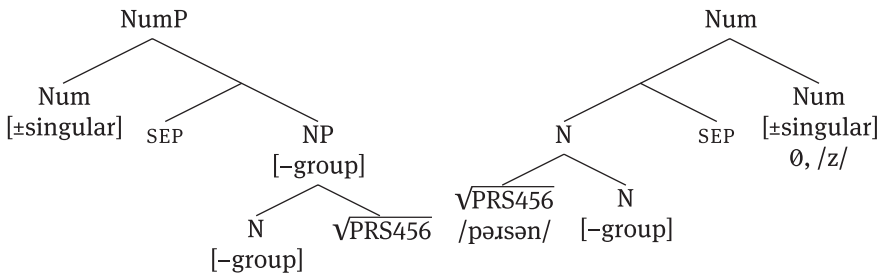 NumP
Num
Num
[±singular]
SEP
NP
[–group]
N
[–group]
√PRS456
N
SEP
Num
[±singular]
∅, /z/
√PRS456
/pəɹsən/
N
[–group]